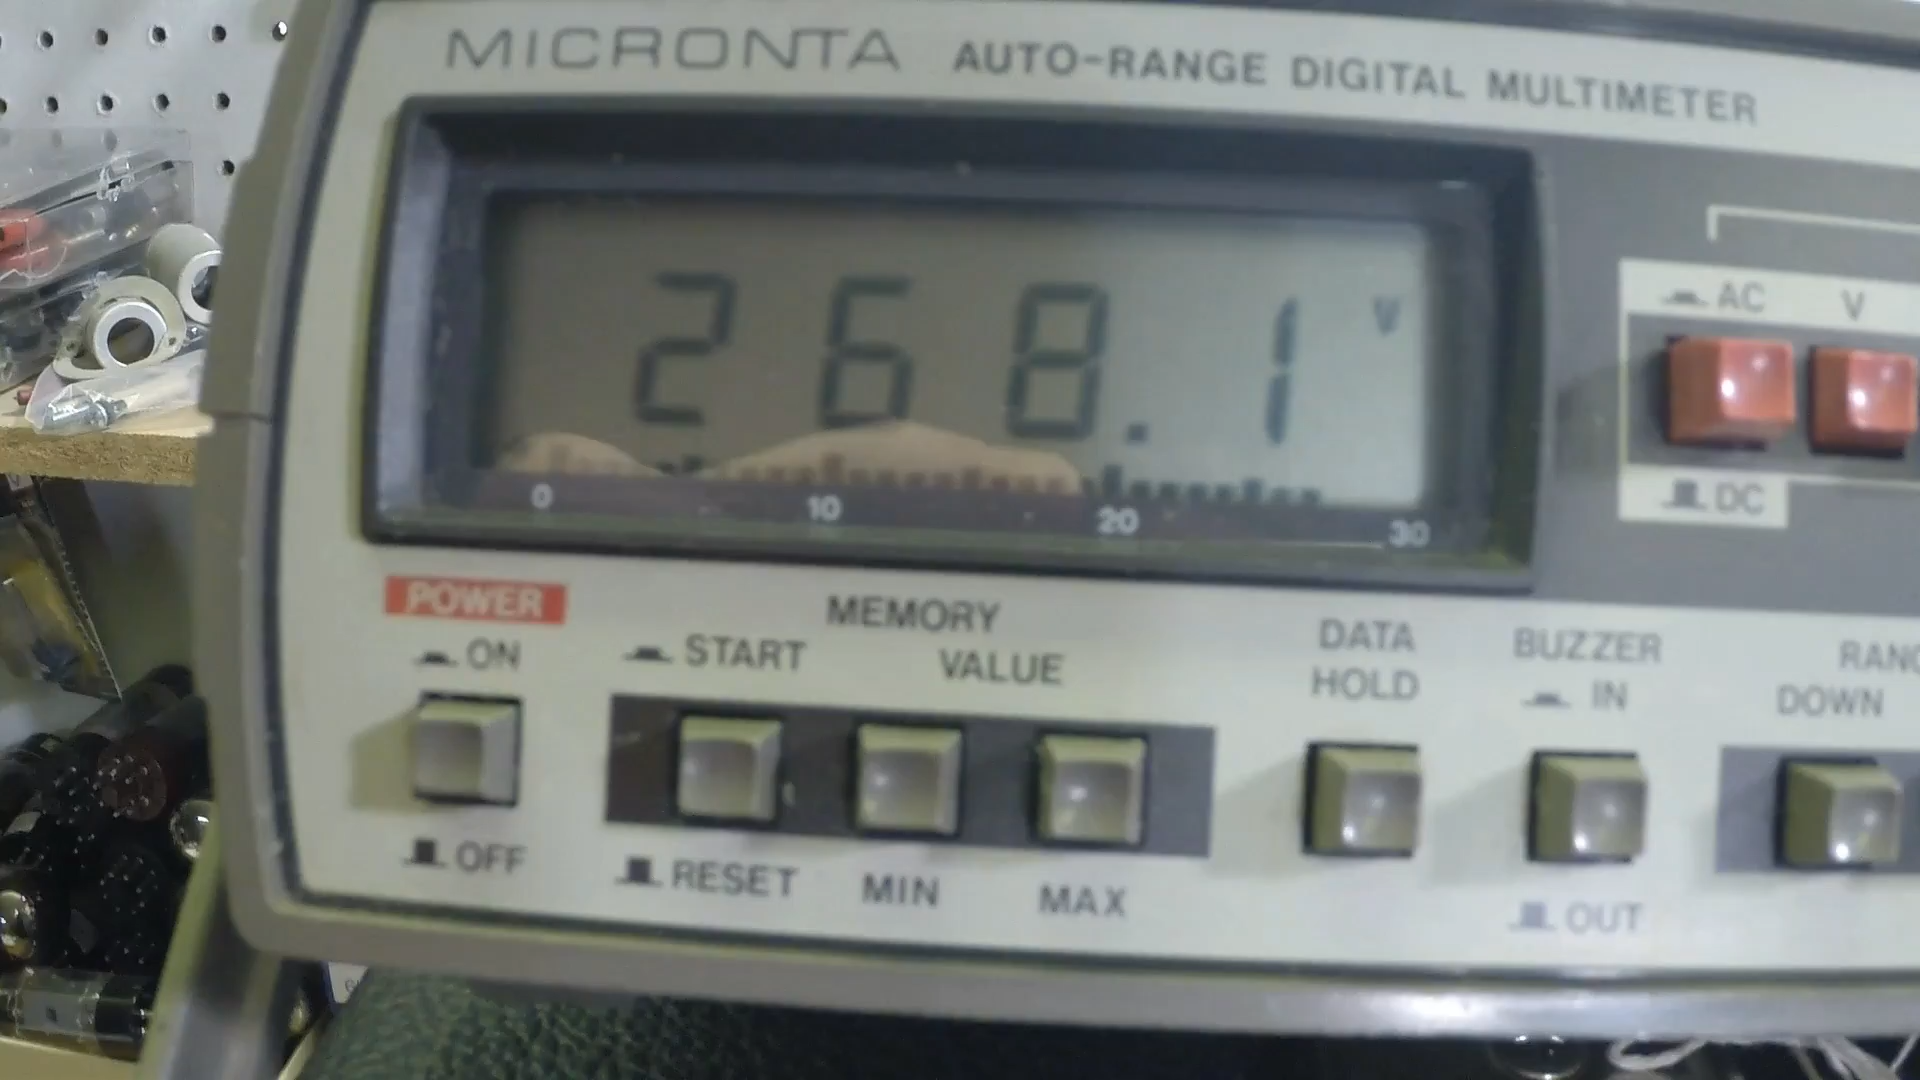 MICRONTA AUTO-RANGE DIGITAL MULTIMETER
268.1 V
0 10 20 30
AC V
DC
POWER
ON
OFF
MEMORY
START VALUE
RESET MIN MAX
DATA
HOLD
BUZZER
IN
OUT
DOWN